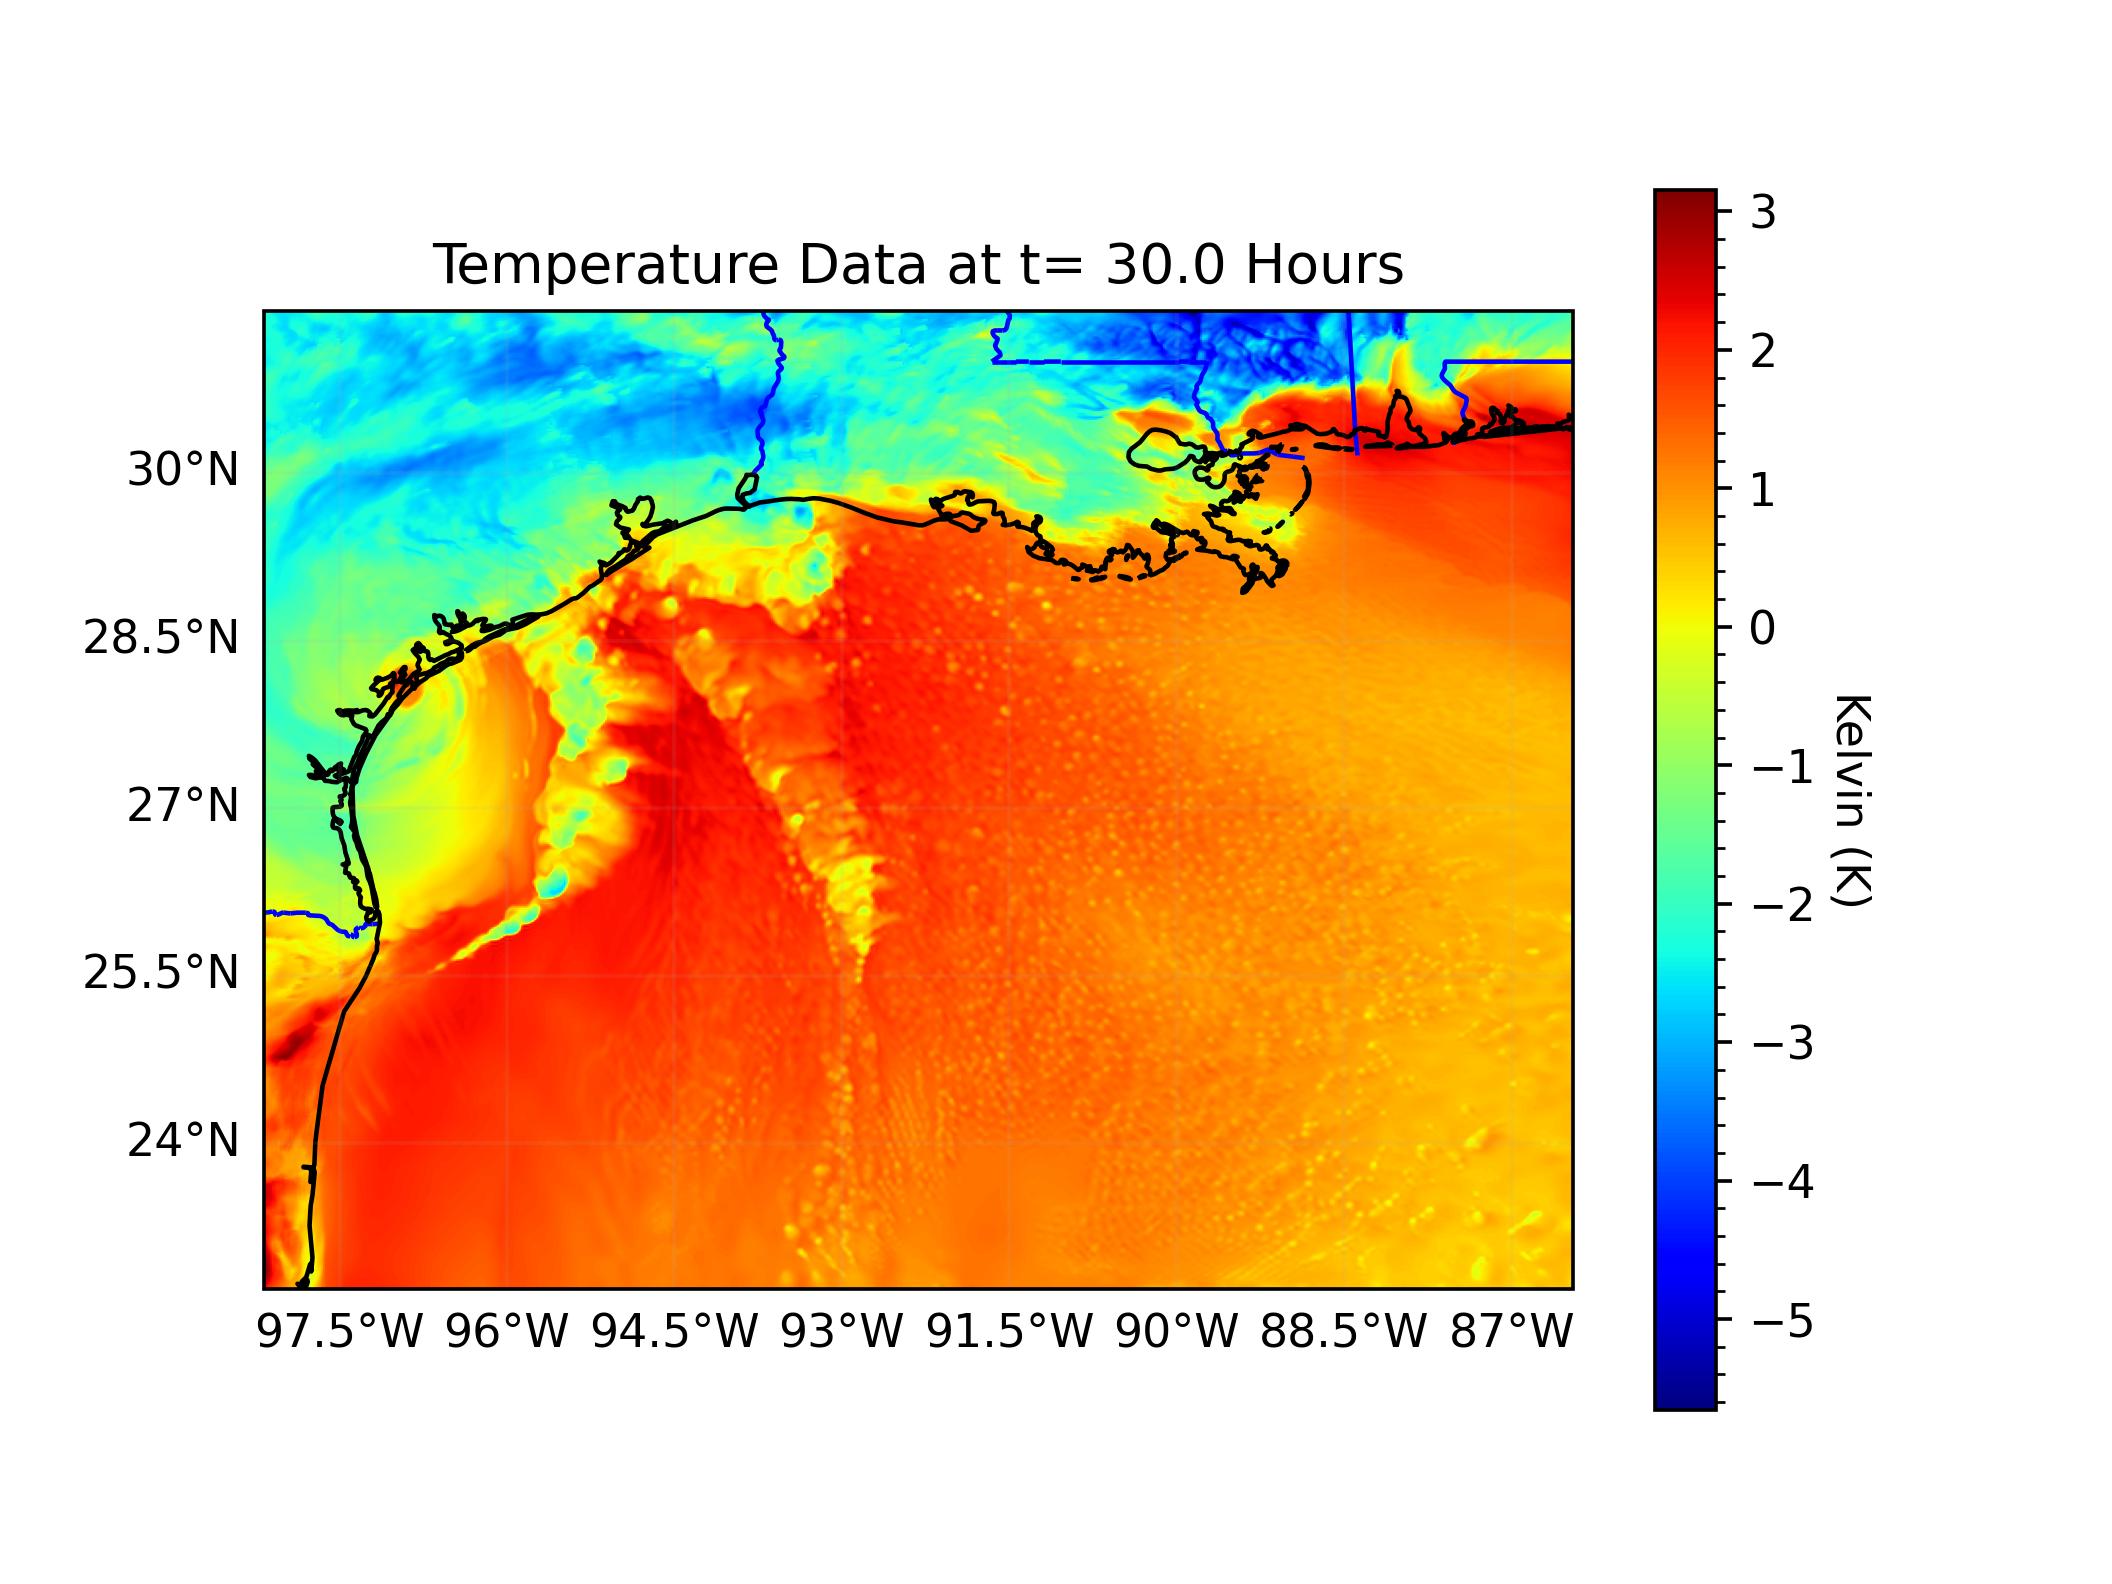 Temperature Data at t= 30.0 Hours
30°N
28.5°N
27°N
25.5°N
24°N
97.5°W 96°W 94.5°W 93°W 91.5°W 90°W 88.5°W 87°W
3
2
1
0
−1
−2
−3
−4
−5
Kelvin (K)